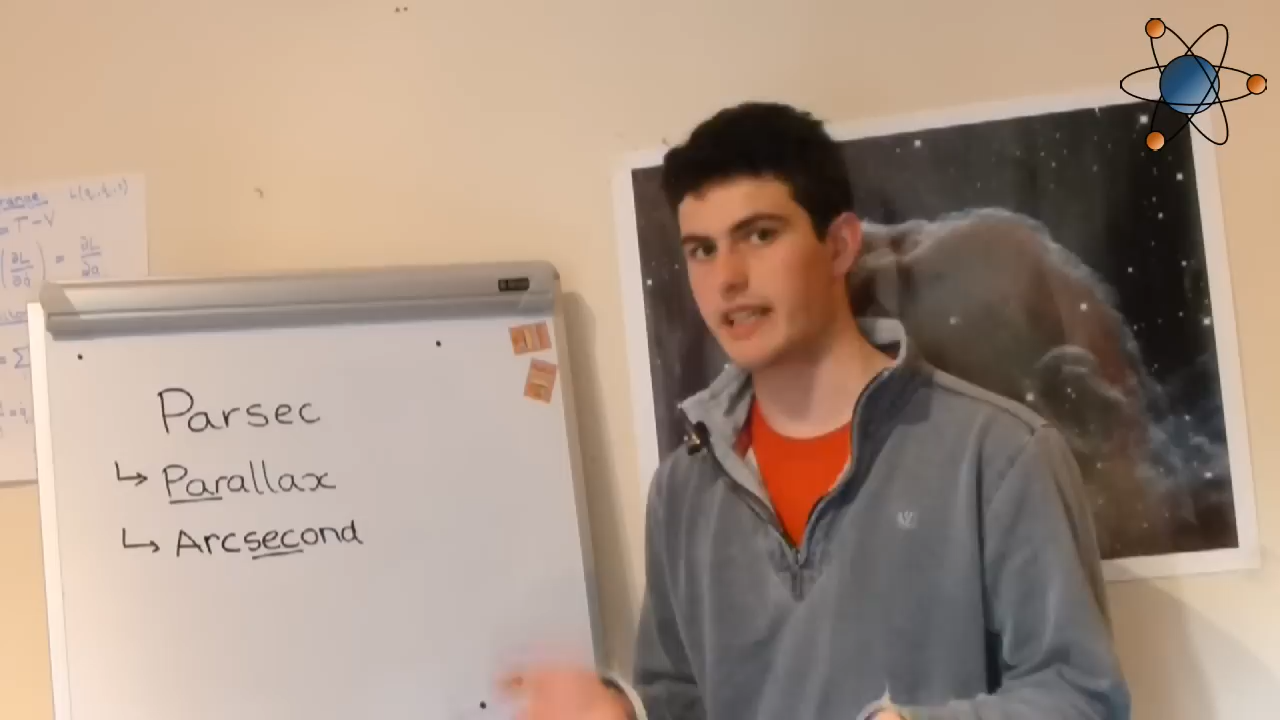 L(q, q̇, t)
= T - V
(∂L/∂q̇) = ∂L/∂q
Parsec
↳ Parallax
↳ Arcsecond